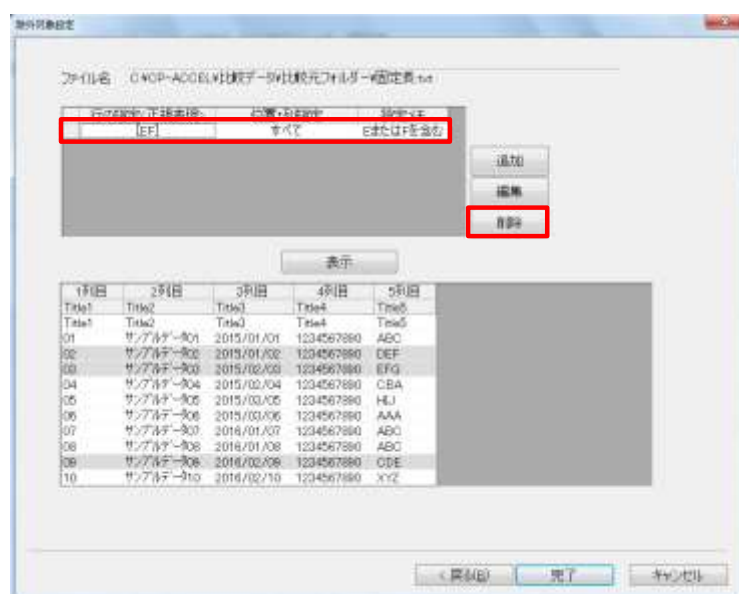 除外対象設定
ファイル名 C:¥CP-ACCEL¥比較データ¥比較元フォルダー¥固定長.txt
行の指定(正規表現) 位置・列指定 設定メモ
[EF] すべて EまたはFを含む
追加
編集
削除
表示
1列目 2列目 3列目 4列目 5列目
Title1 Title2 Title3 Title4 Title5
Title1 Title2 Title3 Title4 Title5
01 サンプルデータ01 2015/01/01 1234567890 ABC
02 サンプルデータ02 2015/01/02 1234567890 DEF
03 サンプルデータ03 2015/02/03 1234567890 EFG
04 サンプルデータ04 2015/02/04 1234567890 CBA
05 サンプルデータ05 2015/03/05 1234567890 HIJ
06 サンプルデータ06 2015/03/06 1234567890 AAA
07 サンプルデータ07 2016/01/07 1234567890 ABC
08 サンプルデータ08 2016/01/08 1234567890 ABC
09 サンプルデータ09 2016/02/09 1234567890 CDE
10 サンプルデータ10 2016/02/10 1234567890 XYZ
< 戻る(B) 完了 キャンセル